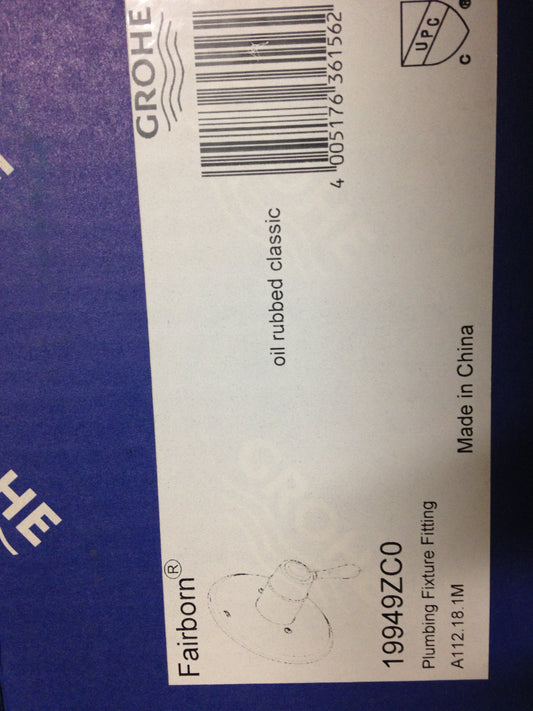 GROHE
4 005176 361562
UPC
®
C
Fairborn®
oil rubbed classic
19949ZC0
Plumbing Fixture Fitting
A112.18.1M
Made in China
HE
GROHE